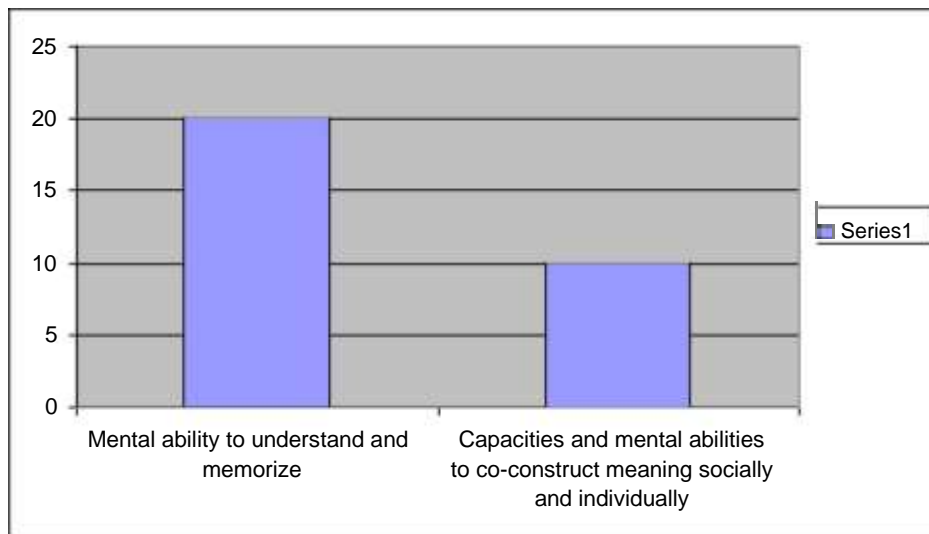 25
20
15
10
5
0
Series1
Mental ability to understand and
memorize
Capacities and mental abilities
to co-construct meaning socially
and individually